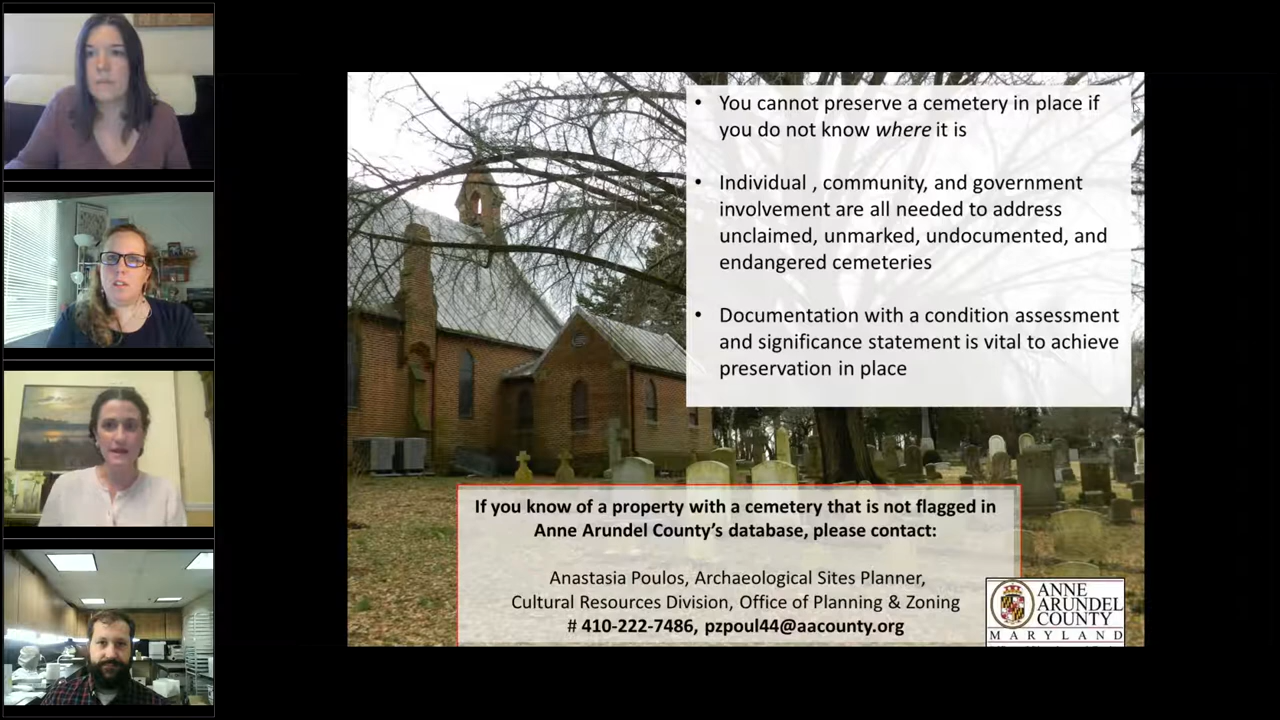 • You cannot preserve a cemetery in place if
you do not know where it is
• Individual , community, and government
involvement are all needed to address
unclaimed, unmarked, undocumented, and
endangered cemeteries
• Documentation with a condition assessment
and significance statement is vital to achieve
preservation in place
If you know of a property with a cemetery that is not flagged in
Anne Arundel County's database, please contact:
Anastasia Poulos, Archaeological Sites Planner,
Cultural Resources Division, Office of Planning & Zoning
# 410-222-7486, pzpoul44@aacounty.org
ANNE
ARUNDEL
COUNTY
MARYLAND